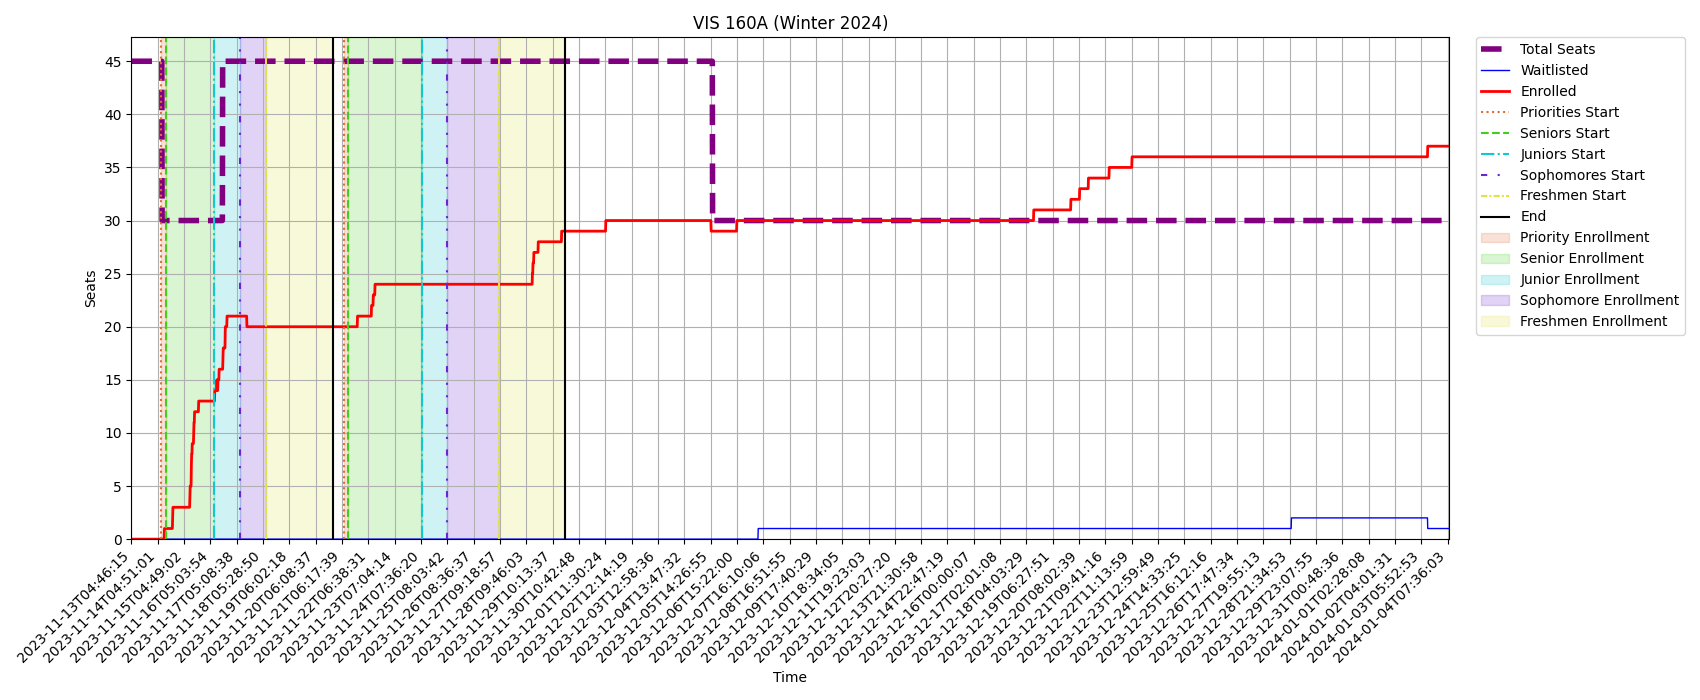 VIS 160A (Winter 2024)
Seats
45
40
35
30
25
20
15
10
5
0
2023-11-13T04:46:15
2023-11-14T04:51:01
2023-11-15T04:49:02
2023-11-16T05:03:54
2023-11-17T05:08:38
2023-11-18T05:28:50
2023-11-19T06:02:18
2023-11-20T06:08:37
2023-11-21T06:17:39
2023-11-22T06:38:31
2023-11-23T07:04:14
2023-11-24T07:36:20
2023-11-25T08:03:42
2023-11-26T08:36:37
2023-11-27T09:18:57
2023-11-28T09:46:03
2023-11-29T10:13:37
2023-11-30T10:42:48
2023-12-01T11:30:24
2023-12-02T12:14:19
2023-12-03T12:58:36
2023-12-04T13:47:32
2023-12-05T14:26:55
2023-12-06T15:22:00
2023-12-07T16:10:06
2023-12-08T16:51:55
2023-12-09T17:40:29
2023-12-10T18:34:05
2023-12-11T19:23:03
2023-12-12T20:27:20
2023-12-13T21:30:58
2023-12-14T22:47:19
2023-12-16T00:00:07
2023-12-17T02:01:08
2023-12-18T04:03:29
2023-12-19T06:27:51
2023-12-20T08:02:39
2023-12-21T09:41:16
2023-12-22T11:13:59
2023-12-23T12:59:49
2023-12-24T14:33:25
2023-12-25T16:12:16
2023-12-26T17:47:34
2023-12-27T19:55:13
2023-12-28T21:34:53
2023-12-29T23:07:55
2023-12-31T00:48:36
2024-01-01T02:28:08
2024-01-02T04:01:31
2024-01-03T05:52:53
2024-01-04T07:36:03
Time
Total Seats
Waitlisted
Enrolled
Priorities Start
Seniors Start
Juniors Start
Sophomores Start
Freshmen Start
End
Priority Enrollment
Senior Enrollment
Junior Enrollment
Sophomore Enrollment
Freshmen Enrollment